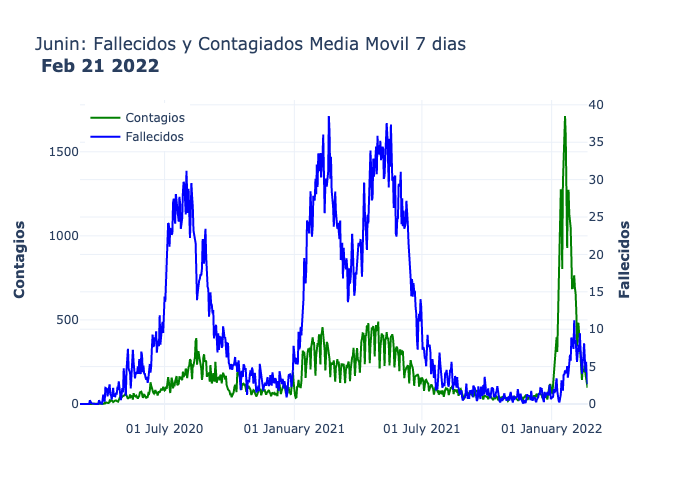 Junin: Fallecidos y Contagiados Media Movil 7 dias
Feb 21 2022
Contagios
Fallecidos
Contagios
1500
1000
500
0
40
35
30
25
20
15
10
5
0
Fallecidos
01 July 2020
01 January 2021
01 July 2021
01 January 2022